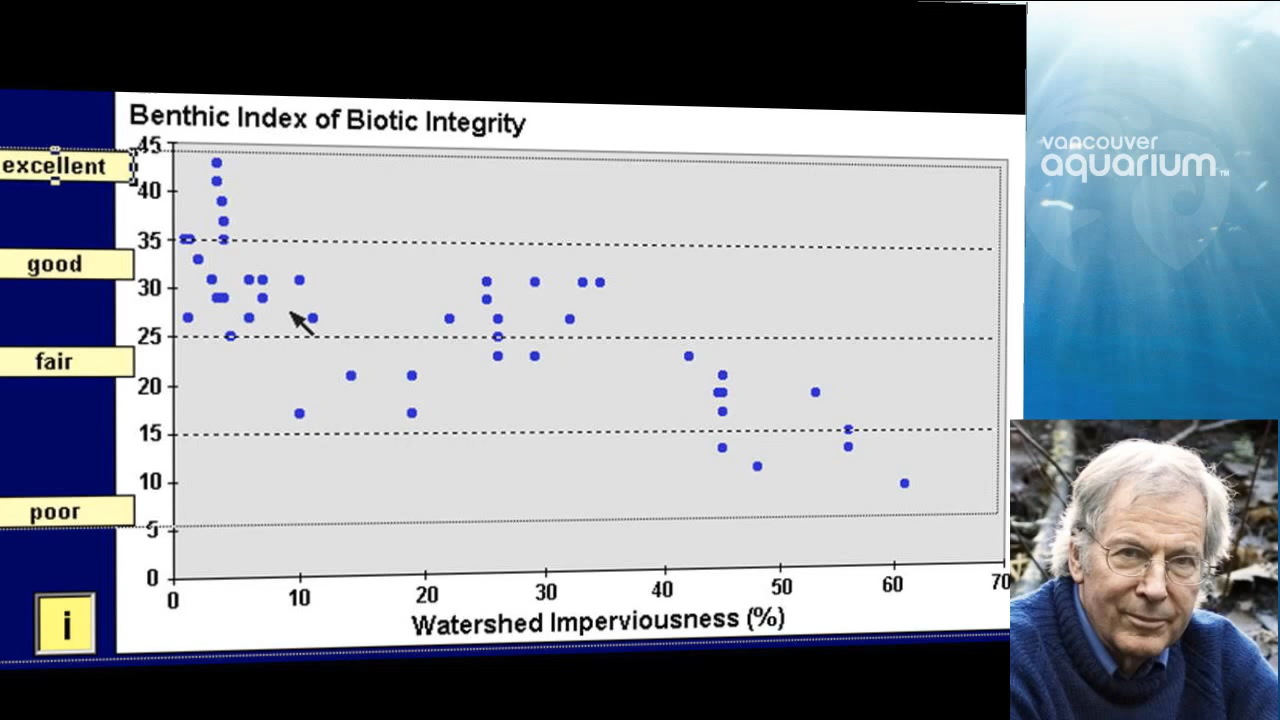 Benthic Index of Biotic Integrity
45
excellent
40
35
good
30
25
fair
20
15
10
poor
5
0
0 10 20 30 40 50 60 70
Watershed Imperviousness (%)
i
vancouver
aquarium™